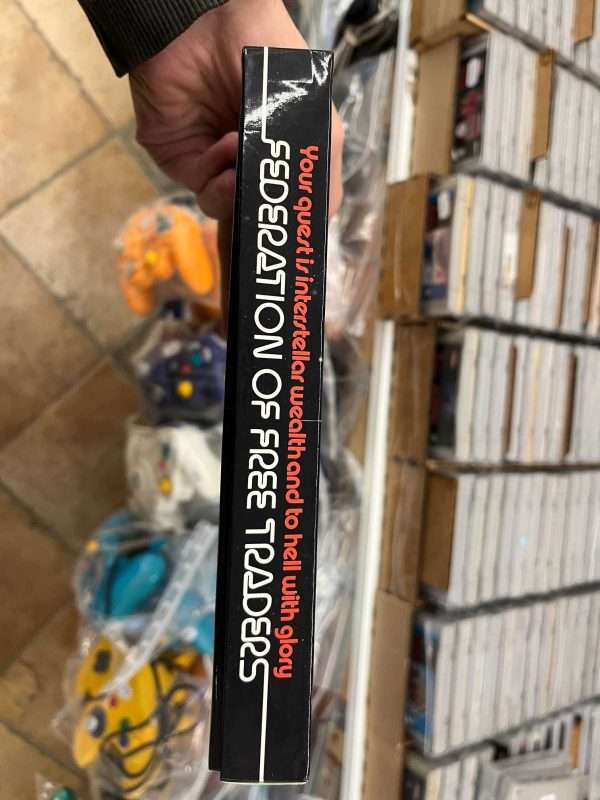 Your quest is interstellar wealth and to hell with glory
FEDERATION OF FREE TRADERS